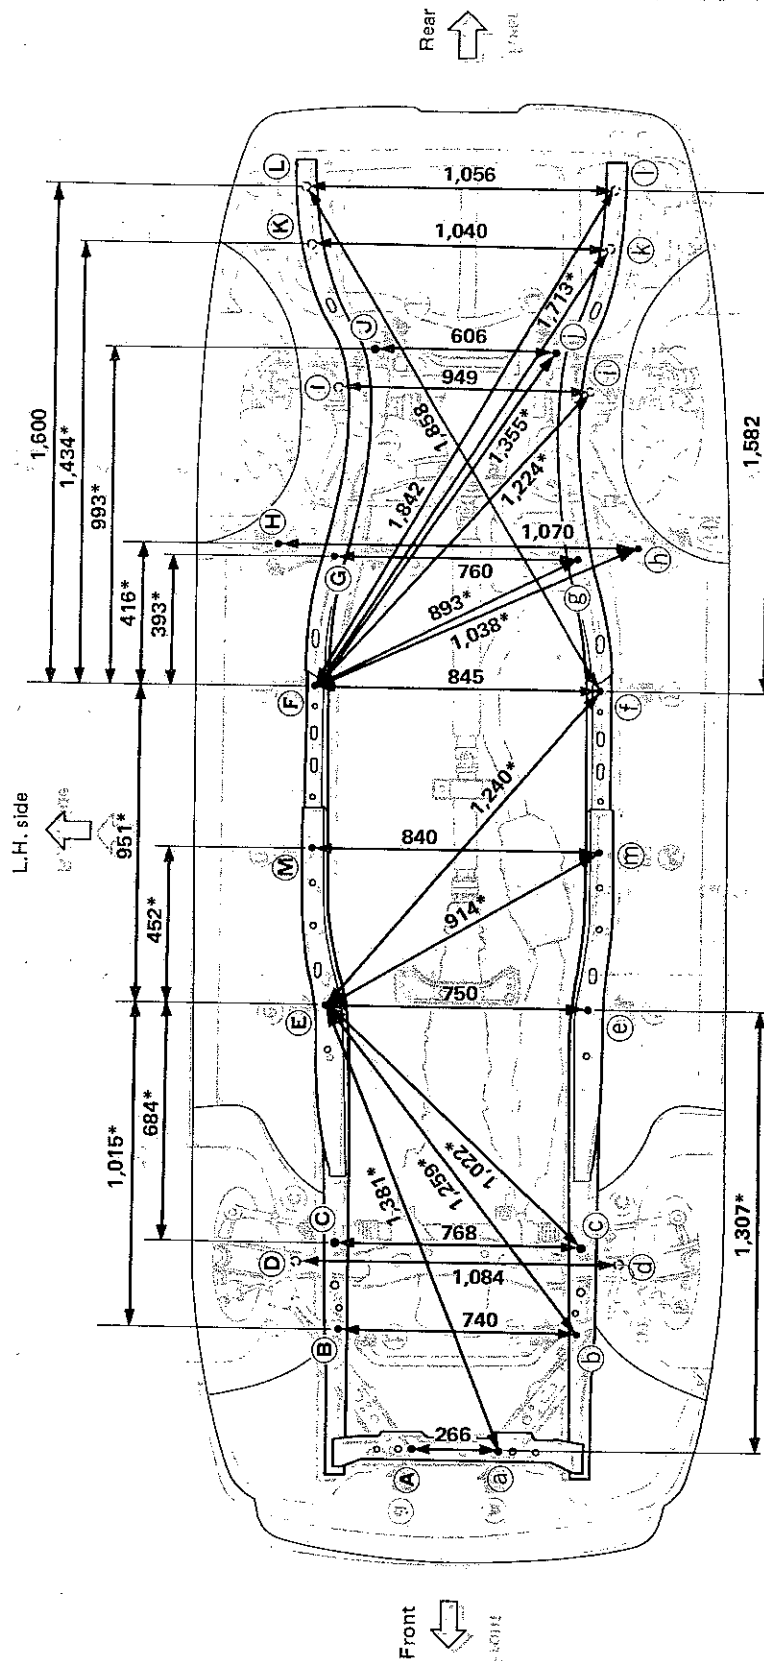 Rear
L.H. side
Front
1,600
1,434*
993*
416*
393*
951*
452*
684*
1,015*
L
K
J
I
H
G
F
M
E
C
D
B
A
1,056
1,040
606
949
1,070
760
845
840
750
768
1,084
740
266
1,713*
1,858
1,842
1,355*
1,224*
893*
1,038*
1,240*
914*
1,022*
1,259*
1,381*
l
k
j
i
h
g
f
m
e
c
d
b
a
1,582
1,307*